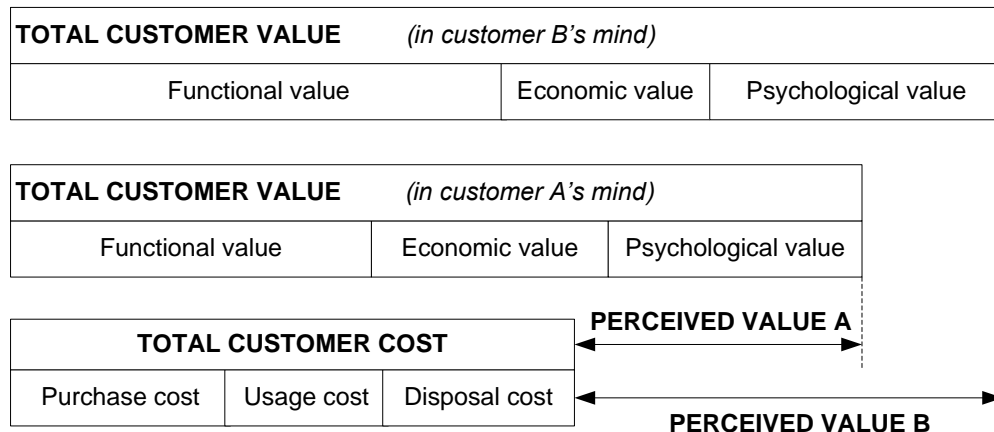 TOTAL CUSTOMER VALUE (in customer B's mind)
Functional value Economic value Psychological value
TOTAL CUSTOMER VALUE (in customer A's mind)
Functional value Economic value Psychological value
PERCEIVED VALUE A
TOTAL CUSTOMER COST
Purchase cost Usage cost Disposal cost
PERCEIVED VALUE B